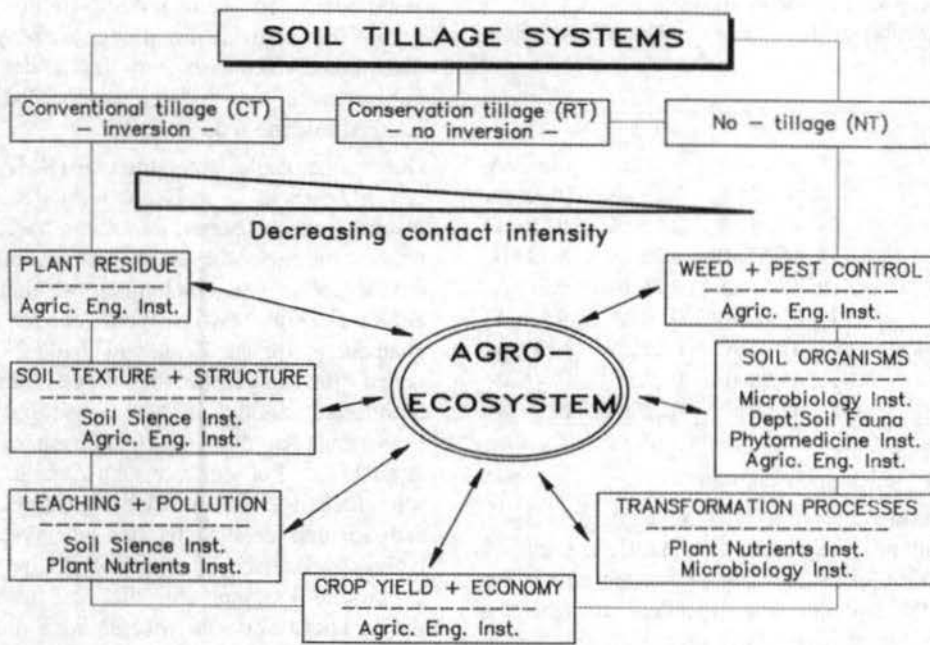 SOIL TILLAGE SYSTEMS
Conventional tillage (CT)
– inversion –
Conservation tillage (RT)
– no inversion –
No – tillage (NT)
Decreasing contact intensity
PLANT RESIDUE
Agric. Eng. Inst.
WEED + PEST CONTROL
Agric. Eng. Inst.
AGRO–
ECOSYSTEM
SOIL TEXTURE + STRUCTURE
Soil Sience Inst.
Agric. Eng. Inst.
SOIL ORGANISMS
Microbiology Inst.
Dept.Soil Fauna
Phytomedicine Inst.
Agric. Eng. Inst.
LEACHING + POLLUTION
Soil Sience Inst.
Plant Nutrients Inst.
TRANSFORMATION PROCESSES
Plant Nutrients Inst.
Microbiology Inst.
CROP YIELD + ECONOMY
Agric. Eng. Inst.